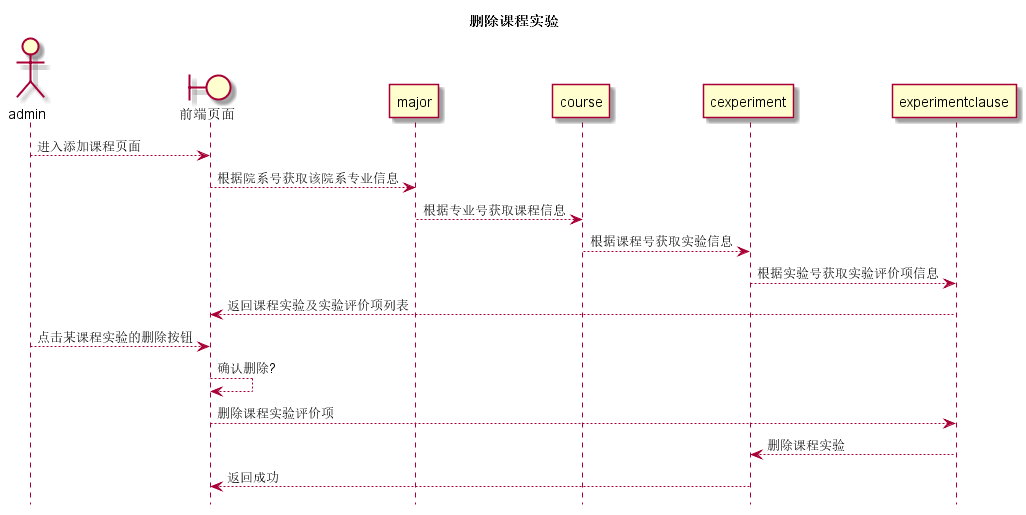 删除课程实验
admin
前端页面
major
course
cexperiment
experimentclause
进入添加课程页面
根据院系号获取该院系专业信息
根据专业号获取课程信息
根据课程号获取实验信息
根据实验号获取实验评价项信息
返回课程实验及实验评价项列表
点击某课程实验的删除按钮
确认删除?
删除课程实验评价项
删除课程实验
返回成功